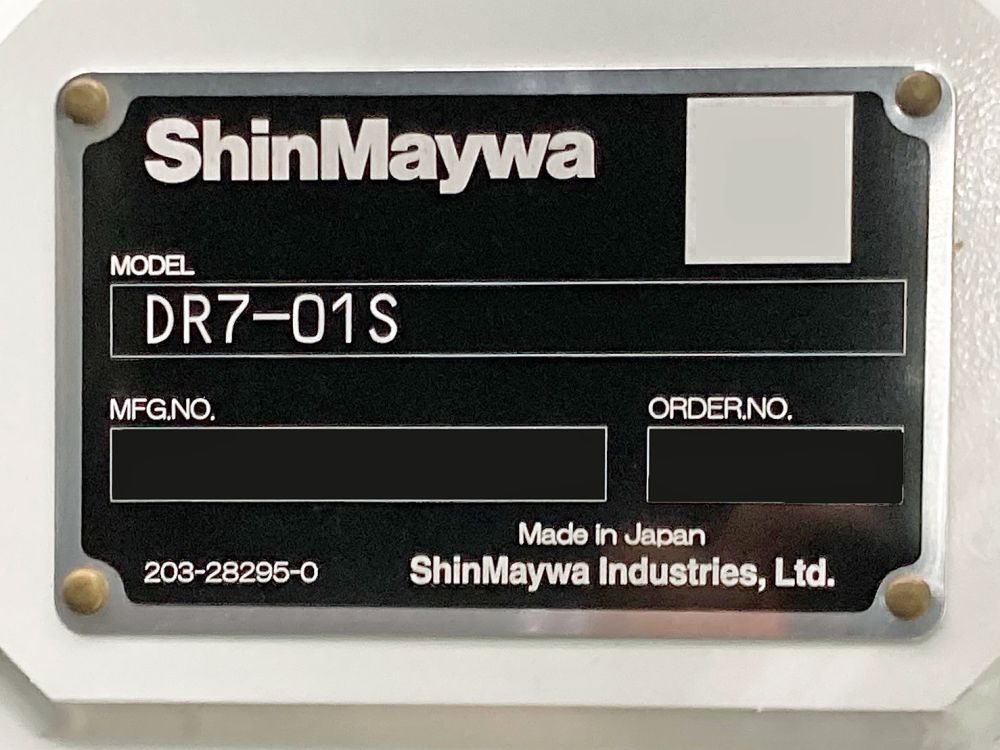 ShinMaywa
MODEL
DR7-01S
MFG.NO.
ORDER.NO.
Made in Japan
203-28295-0
ShinMaywa Industries, Ltd.